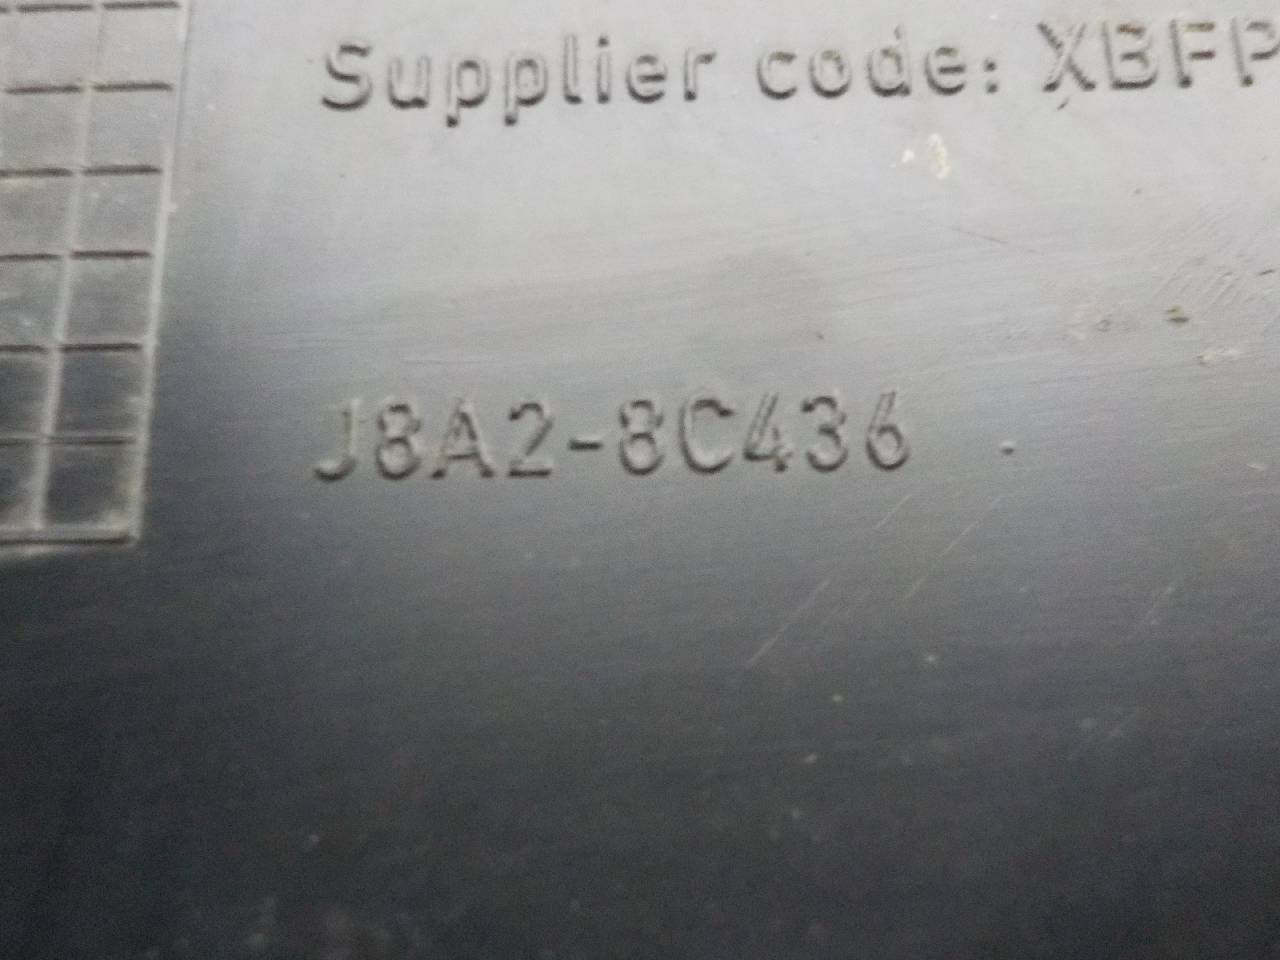 Supplier code: XBFP
J8A2-8C436